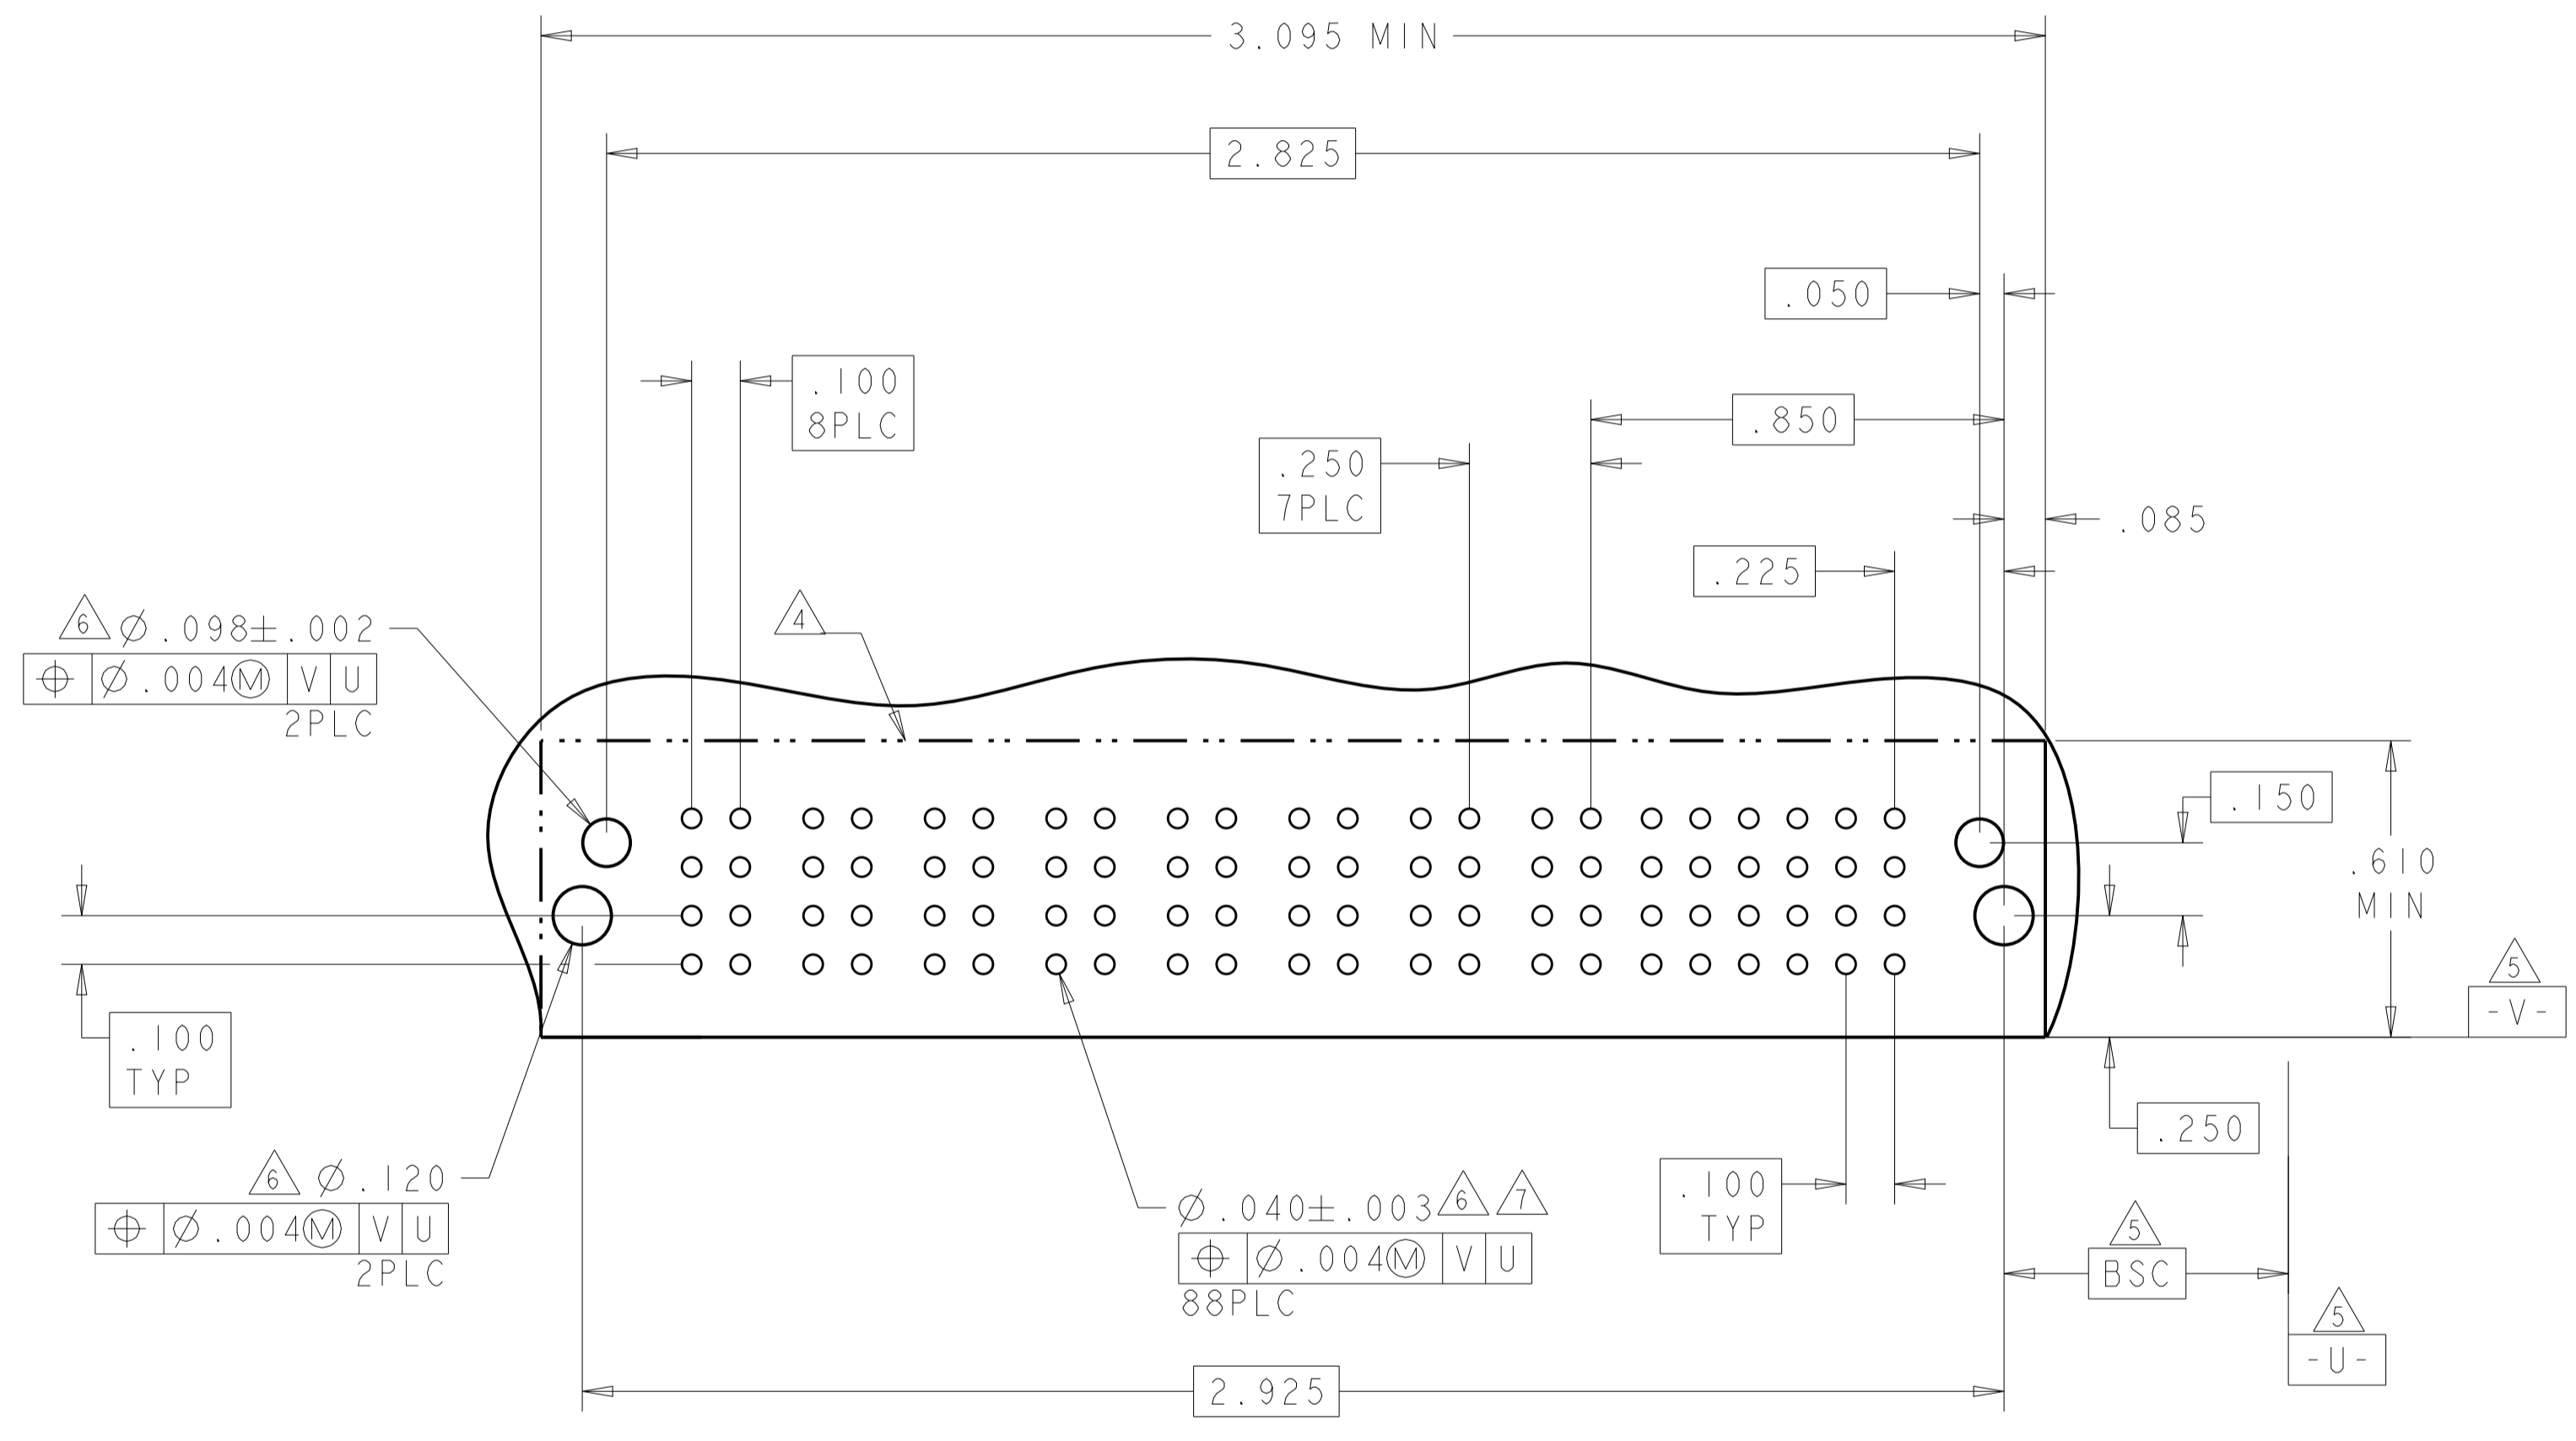 3.095 MIN
2.825
.050
.100
8PLC
.850
.250
7PLC
.085
.225
6 Ø.098±.002
⌖ Ø.004Ⓜ V U
2PLC
4
.150
.610
MIN
5
-V-
.100
TYP
.250
6 Ø.120
⌖ Ø.004Ⓜ V U
2PLC
Ø.040±.003 6 7
⌖ Ø.004Ⓜ V U
88PLC
.100
TYP
5
BSC
5
-U-
2.925